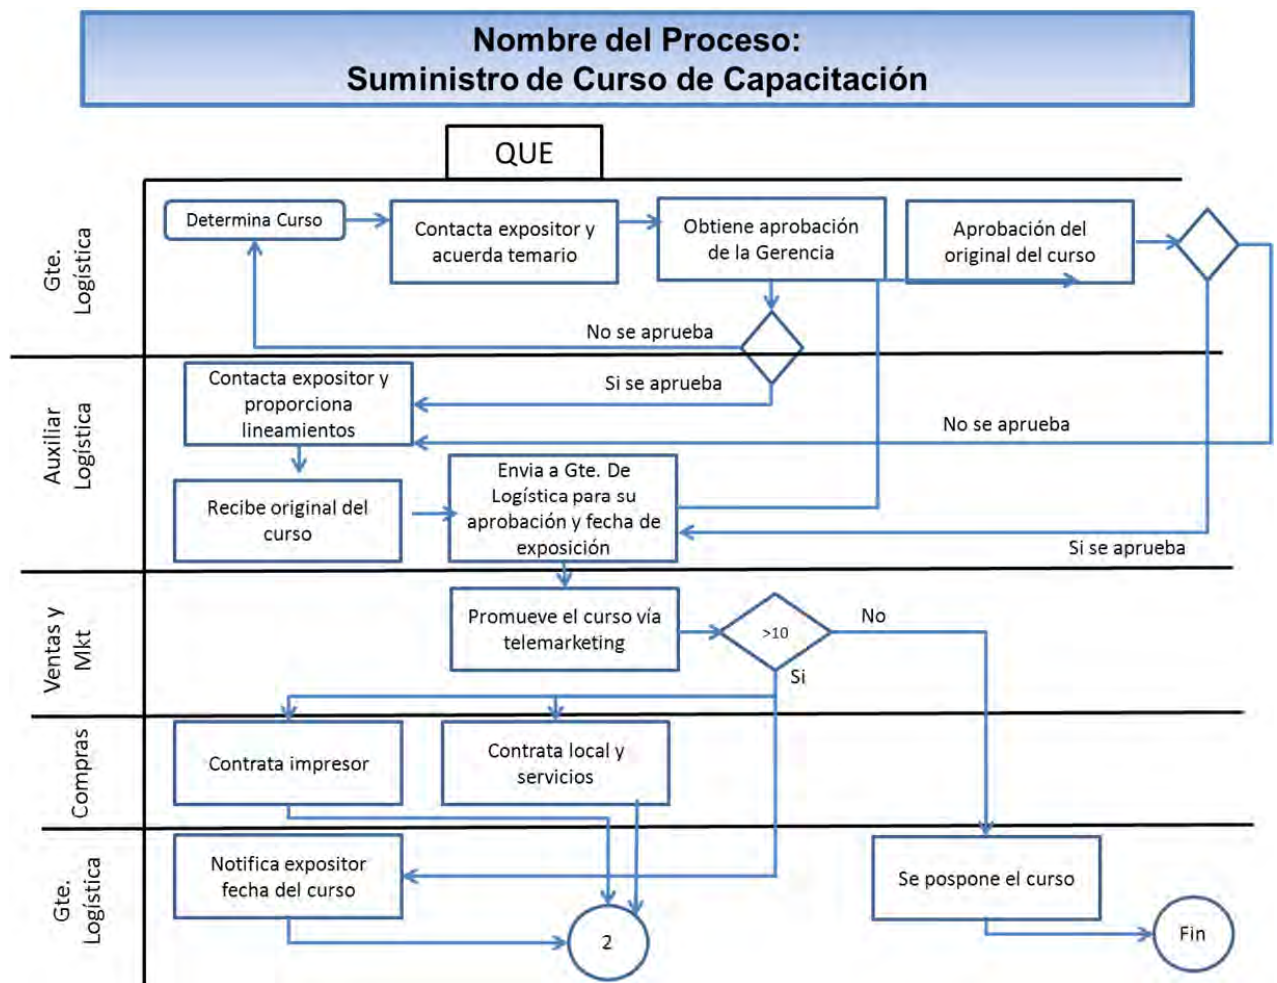 Nombre del Proceso:
Suministro de Curso de Capacitación
QUE
Gte.
Logística
Determina Curso
Contacta expositor y
acuerda temario
Obtiene aprobación
de la Gerencia
Aprobación del
original del curso
No se aprueba
Auxiliar
Logística
Contacta expositor y
proporciona
lineamientos
Si se aprueba
No se aprueba
Recibe original del
curso
Envia a Gte. De
Logística para su
aprobación y fecha de
exposición
Si se aprueba
Ventas y
Mkt
Promueve el curso vía
telemarketing
>10
No
Si
Compras
Contrata impresor
Contrata local y
servicios
Gte.
Logística
Notifica expositor
fecha del curso
Se pospone el curso
2
Fin